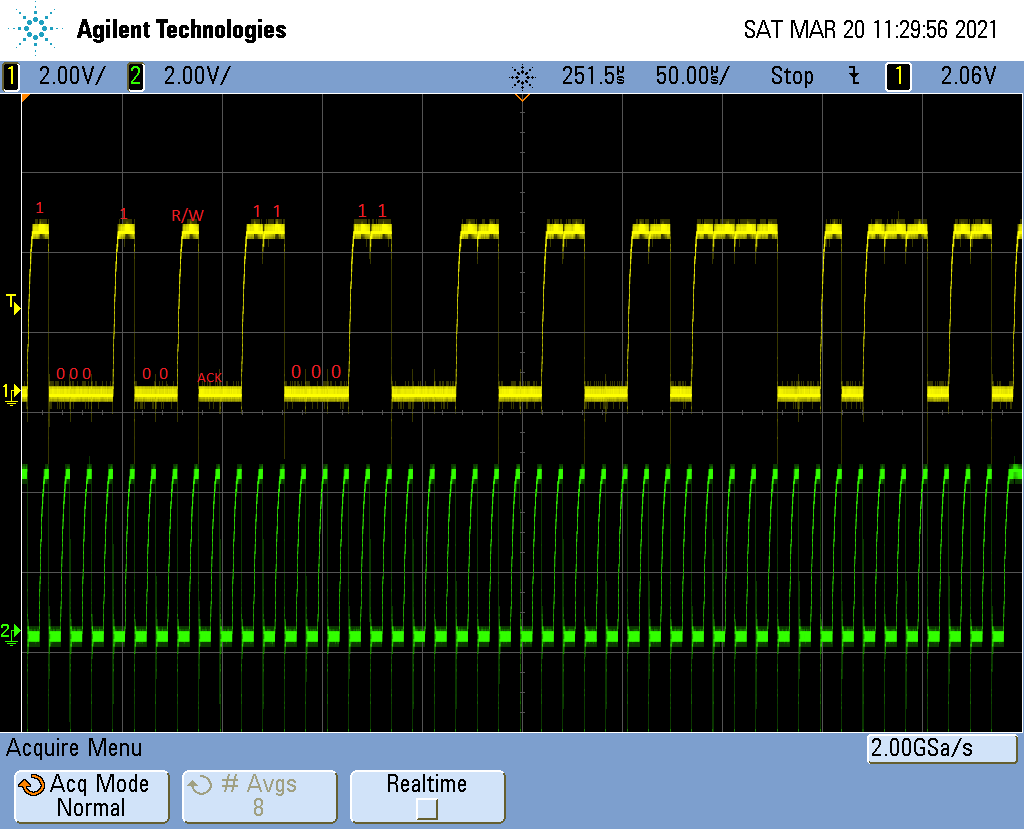 Agilent Technologies
SAT MAR 20 11:29:56 2021
1 2.00V/ 2 2.00V/ 251.5µs 50.00µs/ Stop 1 2.06V
1 1 R/W 1 1 1 1
T
0 0 0 0 0 ACK 0 0 0
1
2
Acquire Menu
2.00GSa/s
Acq Mode
Normal
# Avgs
8
Realtime